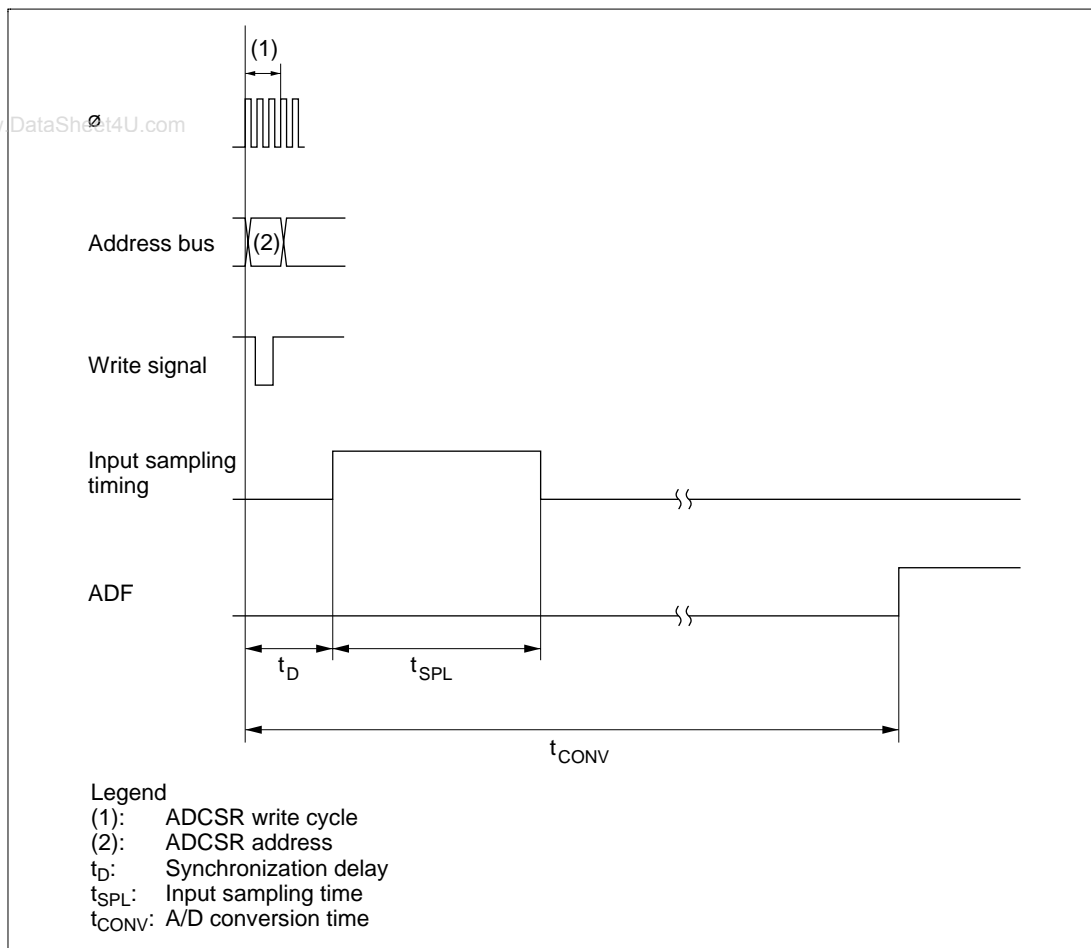 (1)
ø
.DataSheet4U.com
Address bus
(2)
Write signal
Input sampling
timing
ADF
tD
tSPL
tCONV
Legend
(1): ADCSR write cycle
(2): ADCSR address
tD: Synchronization delay
tSPL: Input sampling time
tCONV: A/D conversion time